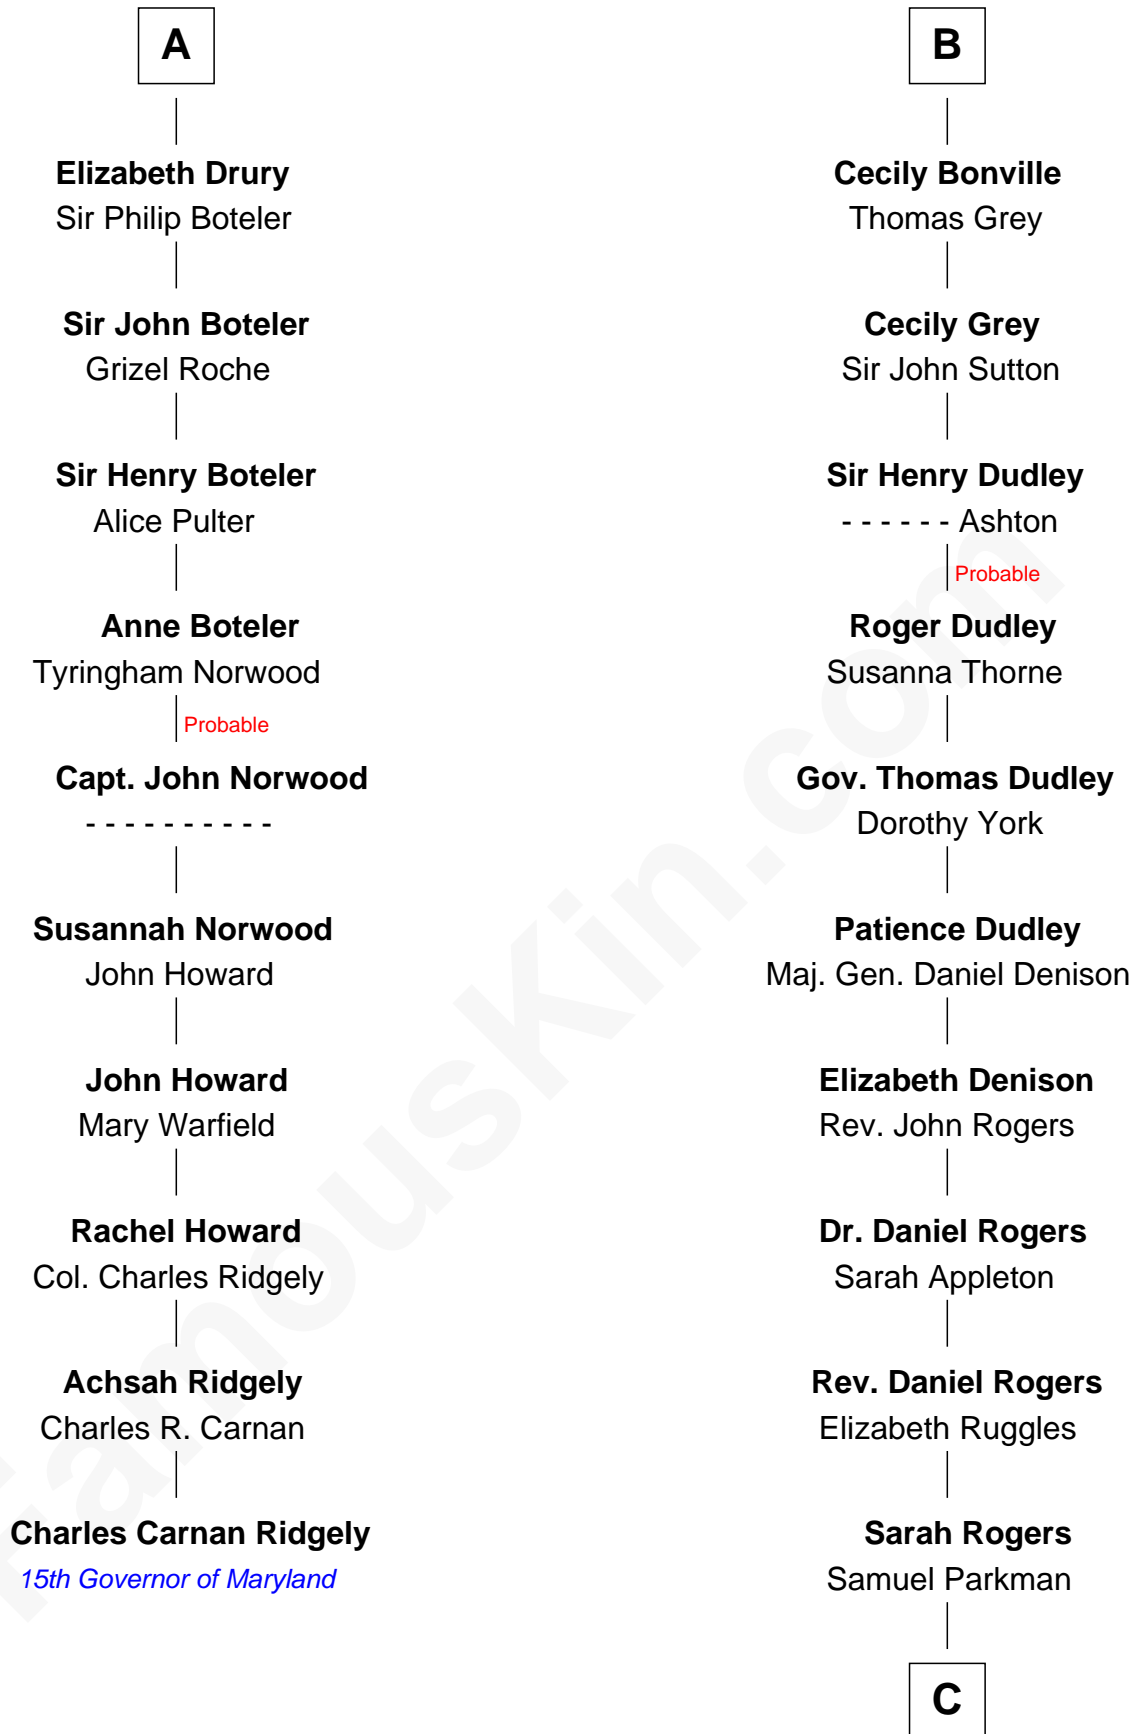 A
Elizabeth Drury
Sir Philip Boteler
Sir John Boteler
Grizel Roche
Sir Henry Boteler
Alice Pulter
Anne Boteler
Tyringham Norwood
Probable
Capt. John Norwood
- - - - - - - - - -
Susannah Norwood
John Howard
John Howard
Mary Warfield
Rachel Howard
Col. Charles Ridgely
Achsah Ridgely
Charles R. Carnan
Charles Carnan Ridgely
15th Governor of Maryland
B
Cecily Bonville
Thomas Grey
Cecily Grey
Sir John Sutton
Sir Henry Dudley
- - - - - - Ashton
Probable
Roger Dudley
Susanna Thorne
Gov. Thomas Dudley
Dorothy York
Patience Dudley
Maj. Gen. Daniel Denison
Elizabeth Denison
Rev. John Rogers
Dr. Daniel Rogers
Sarah Appleton
Rev. Daniel Rogers
Elizabeth Ruggles
Sarah Rogers
Samuel Parkman
C
FamousKin.com